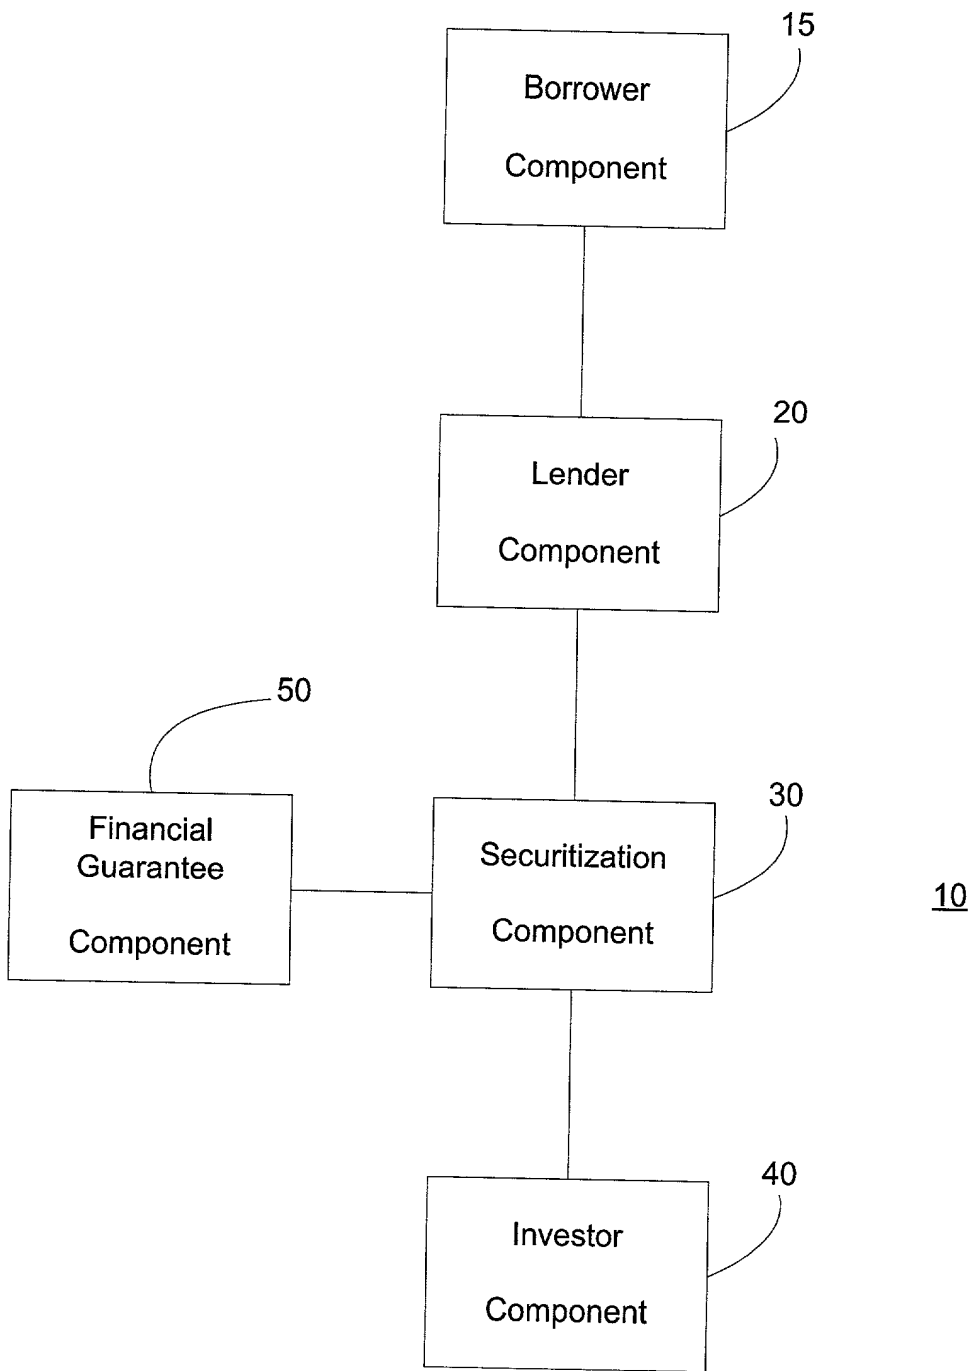 15
Borrower
Component
20
Lender
Component
50
Financial
Guarantee
Component
30
Securitization
Component
10
40
Investor
Component